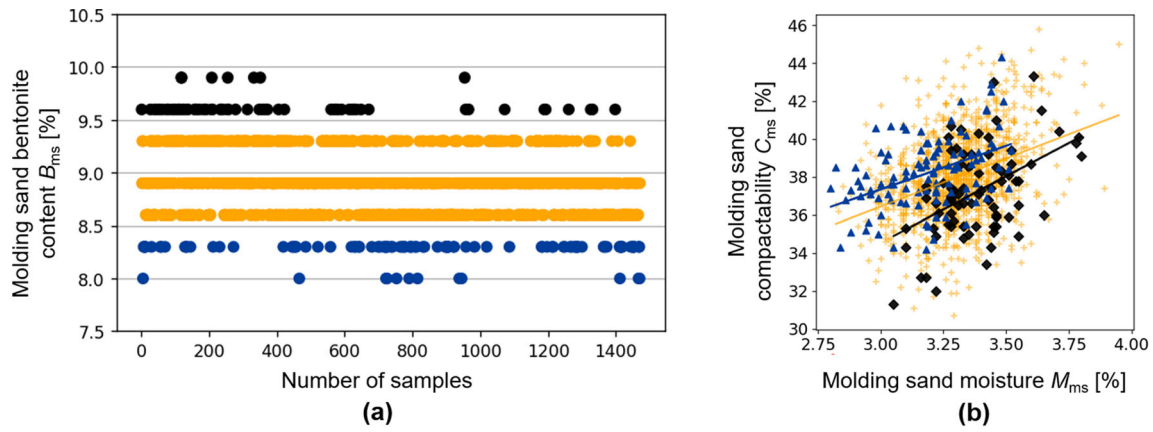 Molding sand bentonite
content Bms [%]
10.5
10.0
9.5
9.0
8.5
8.0
7.5
0 200 400 600 800 1000 1200 1400
Number of samples
(a)
Molding sand
compactability Cms [%]
46
44
42
40
38
36
34
32
30
2.75 3.00 3.25 3.50 3.75 4.00
Molding sand moisture Mms [%]
(b)